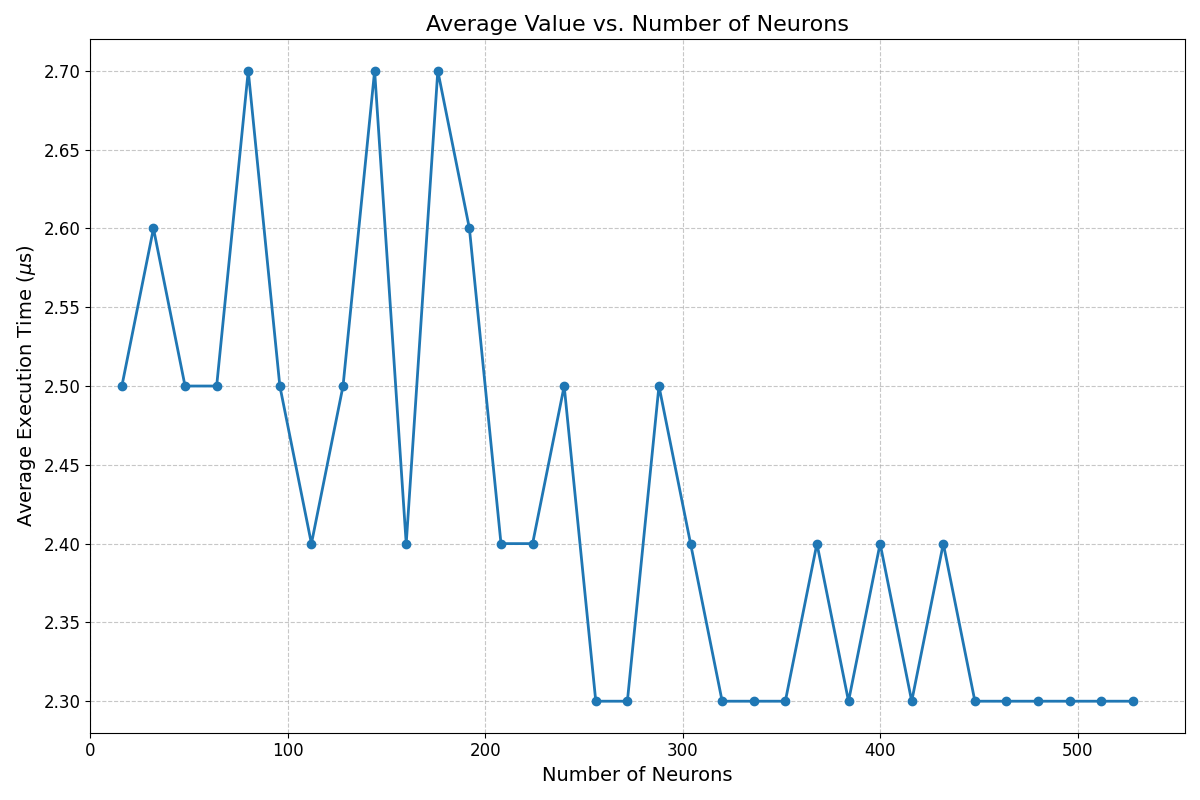 Average Value vs. Number of Neurons
Average Execution Time (μs)
2.70
2.65
2.60
2.55
2.50
2.45
2.40
2.35
2.30
0 100 200 300 400 500
Number of Neurons